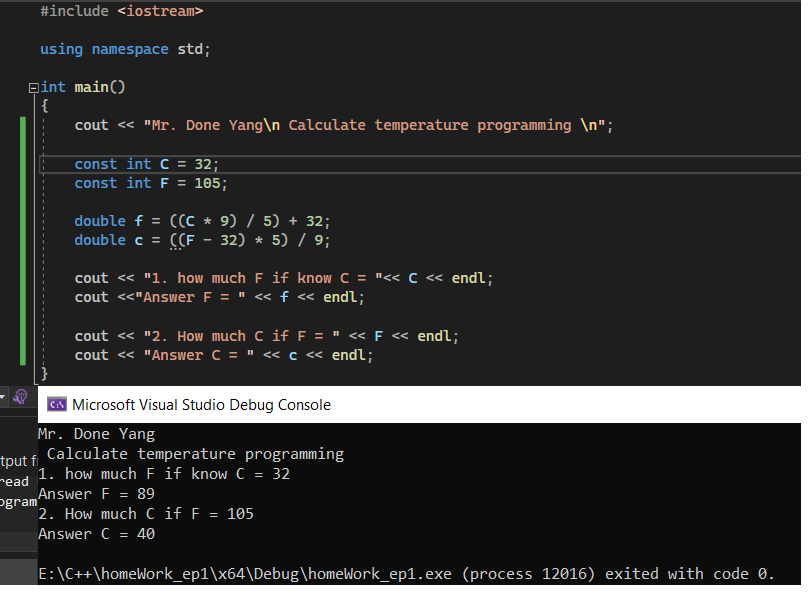 #include <iostream>
using namespace std;
int main()
{
cout << "Mr. Done Yang\n Calculate temperature programming \n";
const int C = 32;
const int F = 105;
double f = ((C * 9) / 5) + 32;
double c = ((F - 32) * 5) / 9;
cout << "1. how much F if know C = "<< C << endl;
cout <<"Answer F = " << f << endl;
cout << "2. How much C if F = " << F << endl;
cout << "Answer C = " << c << endl;
}
Microsoft Visual Studio Debug Console
Mr. Done Yang
Calculate temperature programming
1. how much F if know C = 32
Answer F = 89
2. How much C if F = 105
Answer C = 40
E:\C++\homeWork_ep1\x64\Debug\homeWork_ep1.exe (process 12016) exited with code 0.
tput f
read
ogram